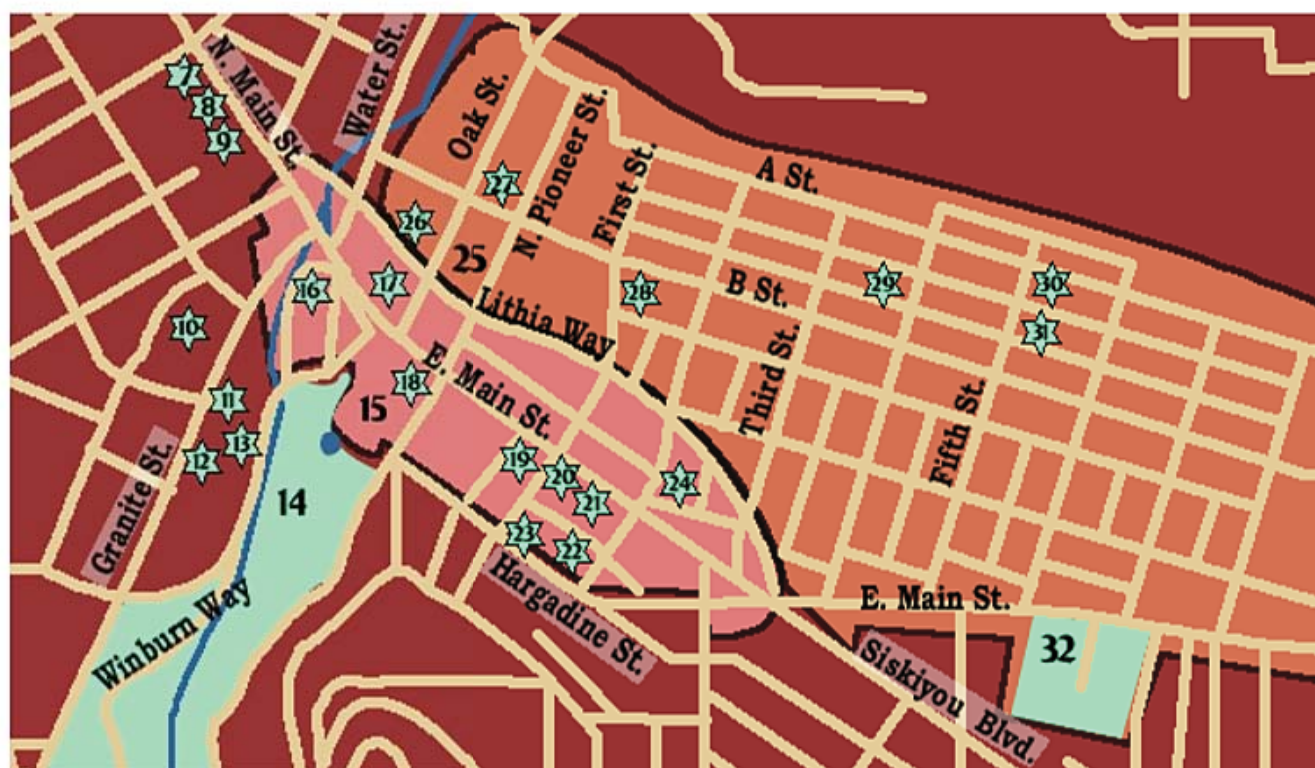 N. Main St.
Water St.
7
8
9
Oak St.
N. Pioneer St.
First St.
A St.
27
26
25
10
16
17
28
B St.
29
30
31
Lithia Way
E. Main St.
Third St.
Fifth St.
11
12
13
Granite St.
14
15
18
19
20
21
24
23
22
Winburn Way
Hargadine St.
E. Main St.
Siskiyou Blvd.
32